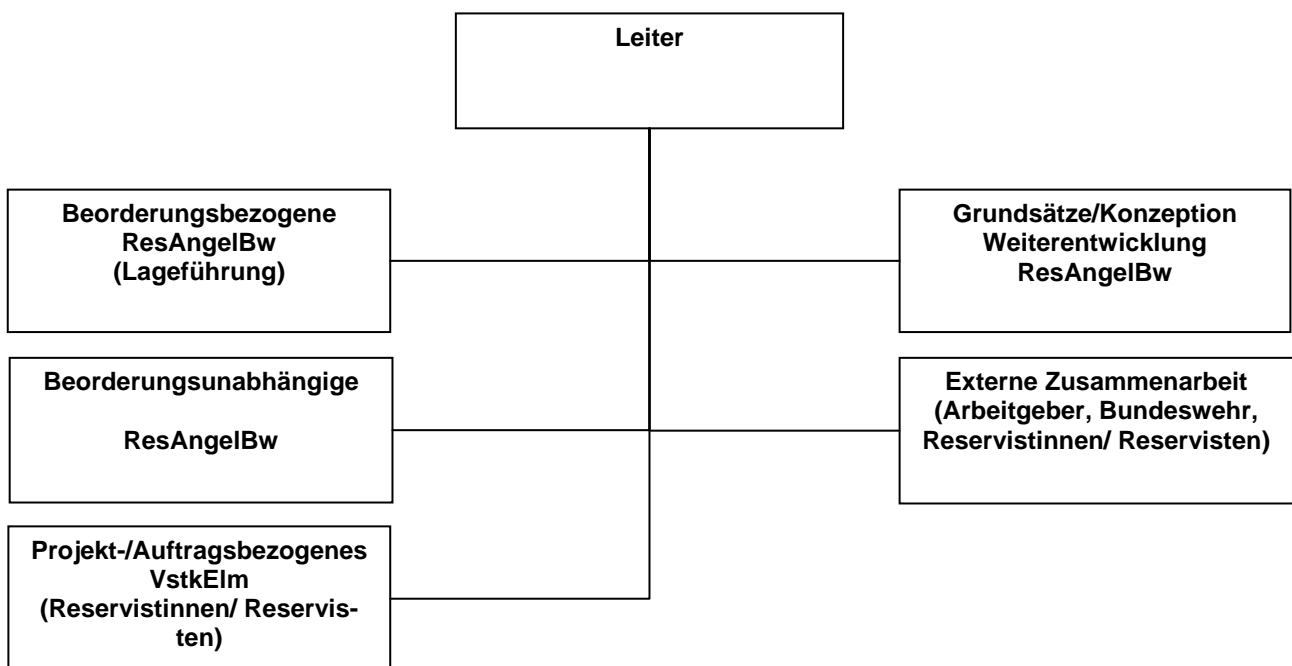 Leiter
Beorderungsbezogene
ResAngelBw
(Lageführung)
Grundsätze/Konzeption
Weiterentwicklung
ResAngelBw
Beorderungsunabhängige
ResAngelBw
Externe Zusammenarbeit
(Arbeitgeber, Bundeswehr,
Reservistinnen/ Reservisten)
Projekt-/Auftragsbezogenes
VstkElm
(Reservistinnen/ Reservis-
ten)